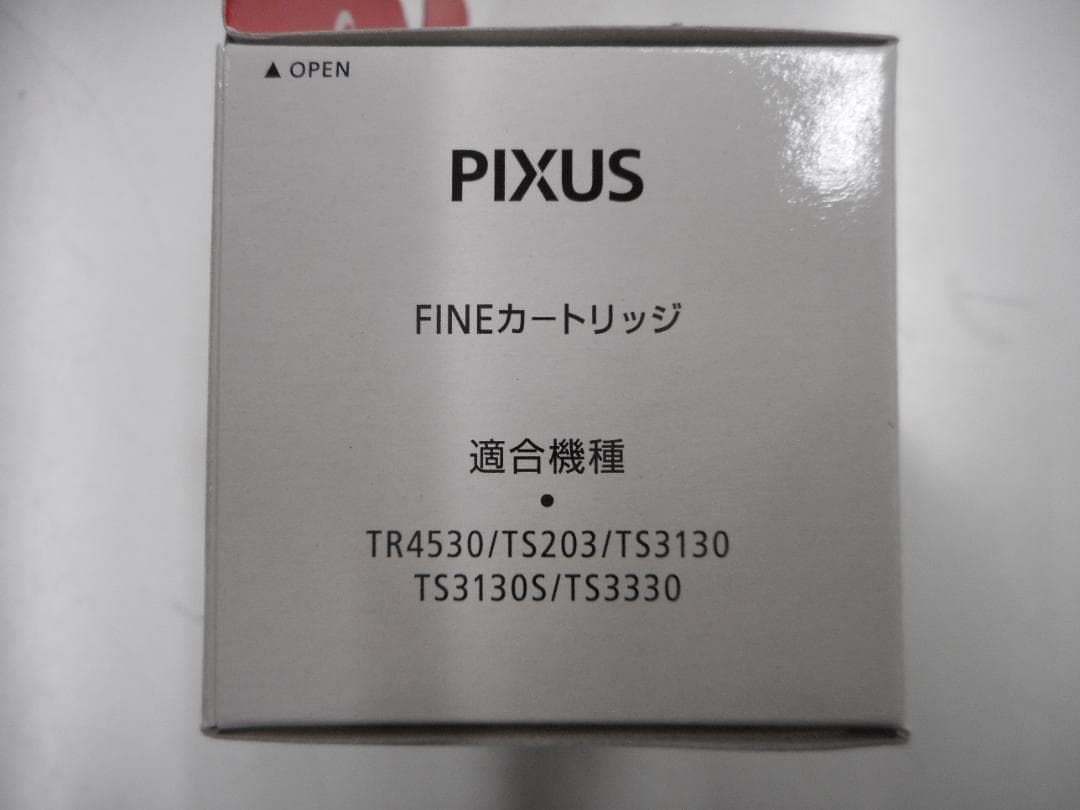 ▲ OPEN
PIXUS
FINEカートリッジ
適合機種
●
TR4530/TS203/TS3130
TS3130S/TS3330